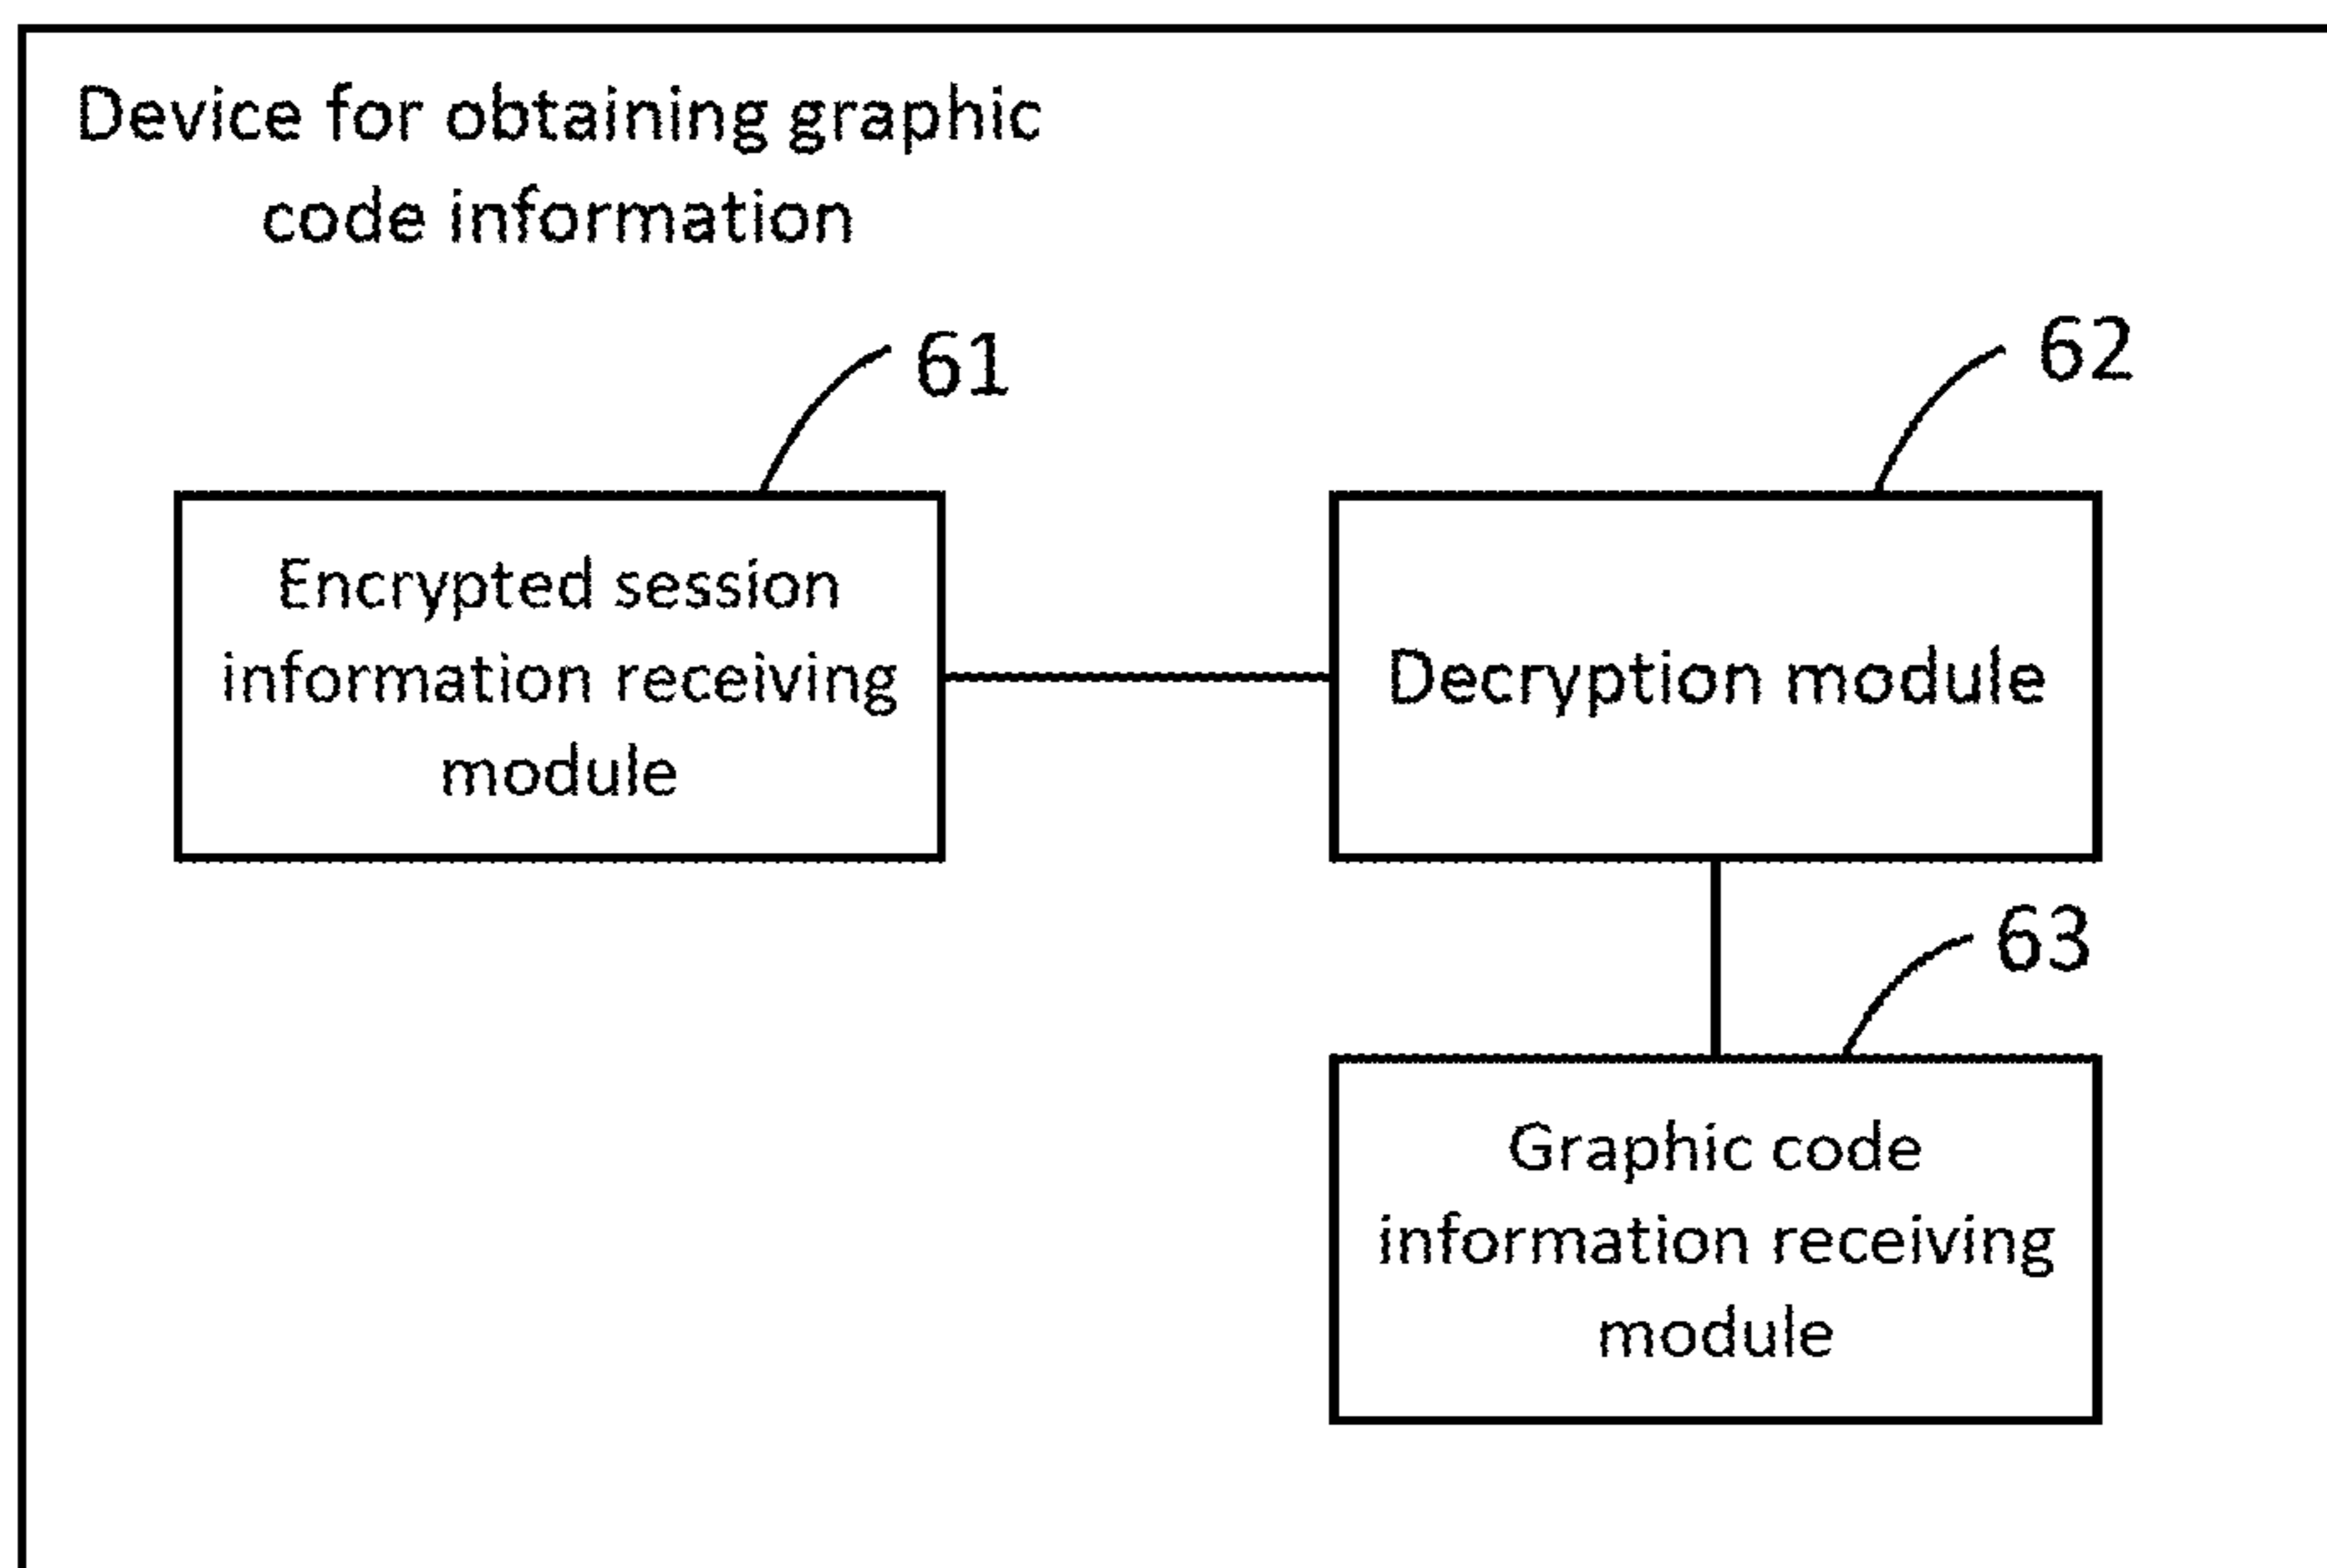 Device for obtaining graphic
code information
61
62
Encrypted session
information receiving
module
Decryption module
63
Graphic code
information receiving
module